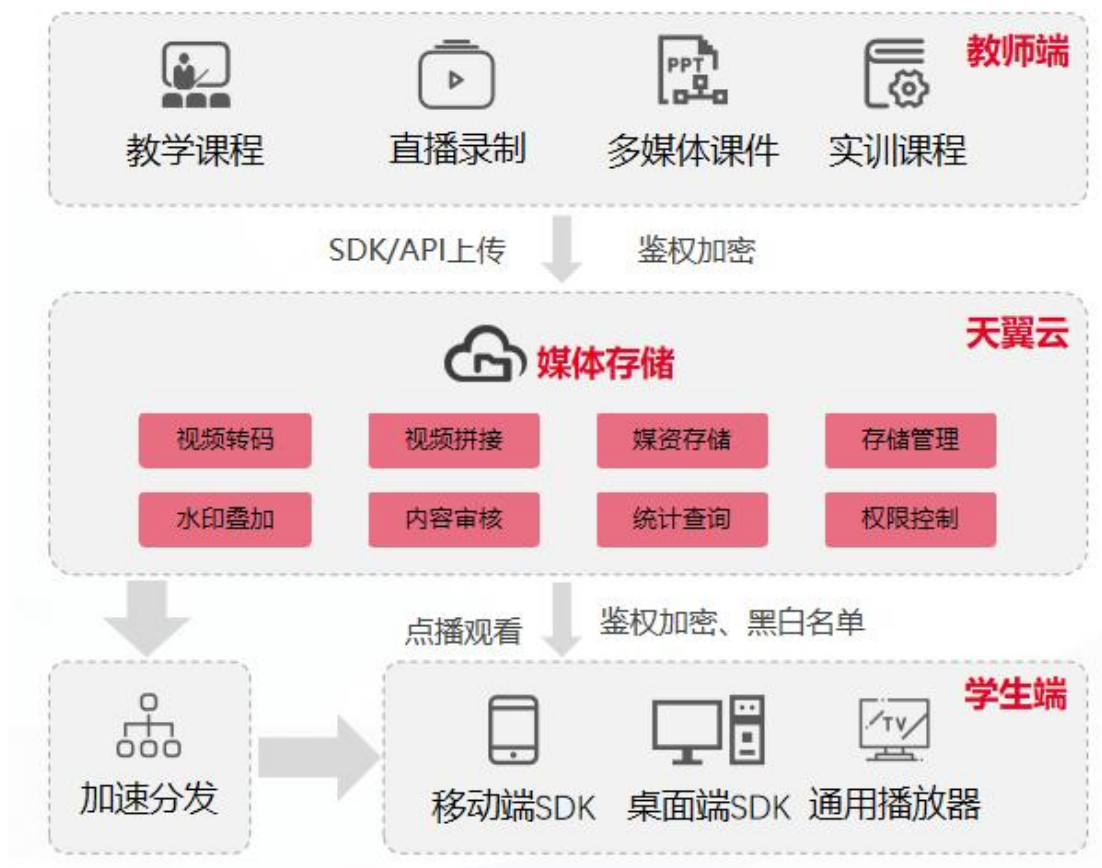 教师端
PPT
教学课程 直播录制 多媒体课件 实训课程
SDK/API上传 鉴权加密
天翼云
媒体存储
视频转码 视频拼接 媒资存储 存储管理
水印叠加 内容审核 统计查询 权限控制
点播观看 鉴权加密、黑白名单
学生端
TV
加速分发 移动端SDK 桌面端SDK 通用播放器